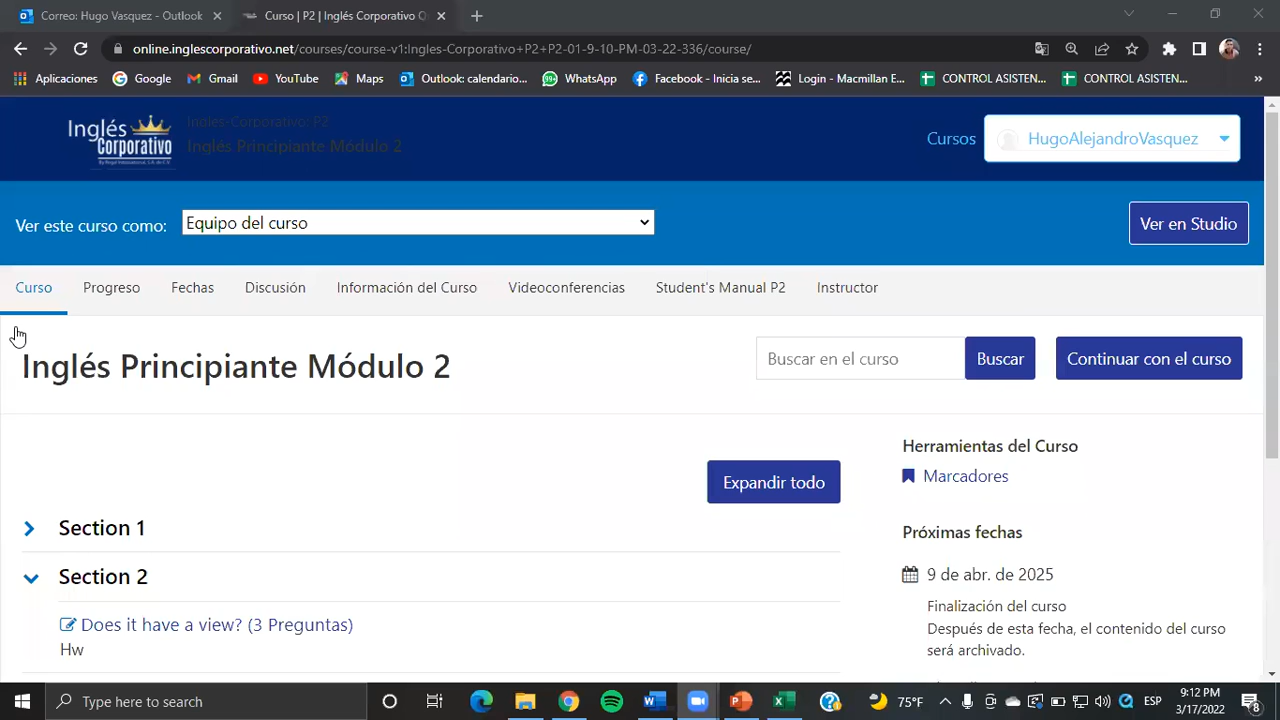 Correo: Hugo Vasquez - Outlook
Curso | P2 | Inglés Corporativo O
online.inglescorporativo.net/courses/course-v1:Ingles-Corporativo+P2+P2-01-9-10-PM-03-22-336/course/
Aplicaciones Google Gmail YouTube Maps Outlook: calendario... WhatsApp Facebook - Inicia se... Login - Macmillan E... CONTROL ASISTEN... CONTROL ASISTEN...
Inglés Corporativo
By Royal International, S.A. de C.V.
Ingles-Corporativo: P2
Inglés Principiante Módulo 2
Cursos HugoAlejandroVasquez
Ver este curso como: Equipo del curso Ver en Studio
Curso Progreso Fechas Discusión Información del Curso Videoconferencias Student's Manual P2 Instructor
Inglés Principiante Módulo 2
Buscar en el curso Buscar Continuar con el curso
Expandir todo
Section 1
Section 2
Does it have a view? (3 Preguntas)
Hw
Herramientas del Curso
Marcadores
Próximas fechas
9 de abr. de 2025
Finalización del curso
Después de esta fecha, el contenido del curso
será archivado.
Type here to search
75°F
ESP
9:12 PM
3/17/2022
8